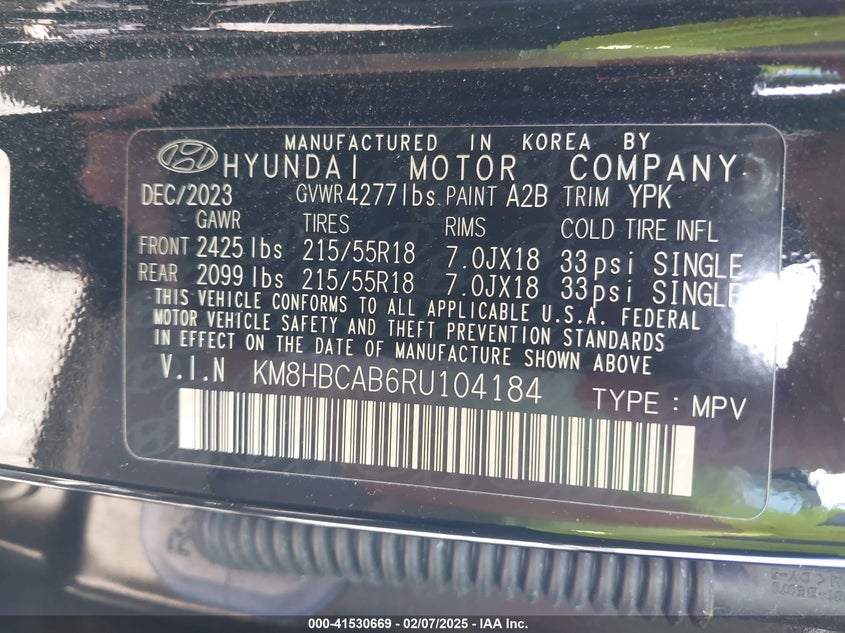 MANUFACTURED IN KOREA BY
HYUNDAI MOTOR COMPANY
DEC/2023 GVWR 4277lbs PAINT A2B TRIM YPK
GAWR TIRES RIMS COLD TIRE INFL
FRONT 2425lbs 215/55R18 7.0JX18 33psi SINGLE
REAR 2099lbs 215/55R18 7.0JX18 33psi SINGLE
THIS VEHICLE CONFORMS TO ALL APPLICABLE U.S.A. FEDERAL
MOTOR VEHICLE SAFETY AND THEFT PREVENTION STANDARDS
IN EFFECT ON THE DATE OF MANUFACTURE SHOWN ABOVE
V.I.N KM8HBCAB6RU104184 TYPE : MPV
000-41530669 - 02/07/2025 - IAA Inc.